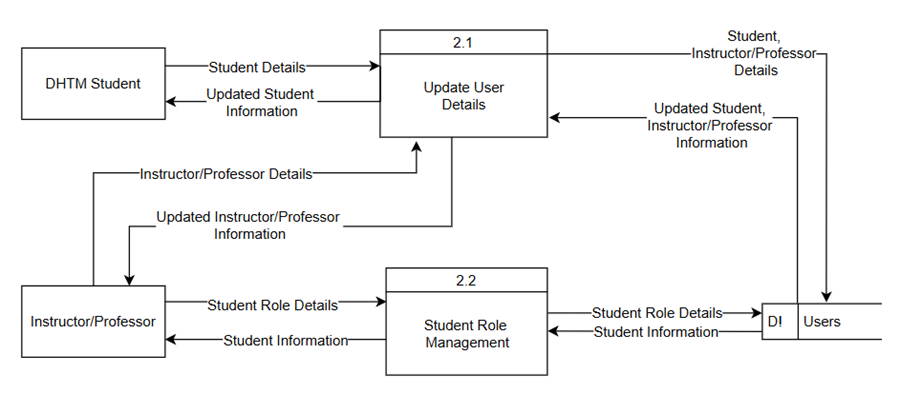 2.1
Student,
Instructor/Professor
Details
DHTM Student
Student Details
Updated Student
Information
Update User
Details
Updated Student,
Instructor/Professor
Information
Instructor/Professor Details
Updated Instructor/Professor
Information
2.2
Instructor/Professor
Student Role Details
Student Information
Student Role
Management
Student Role Details
Student Information
D!
Users